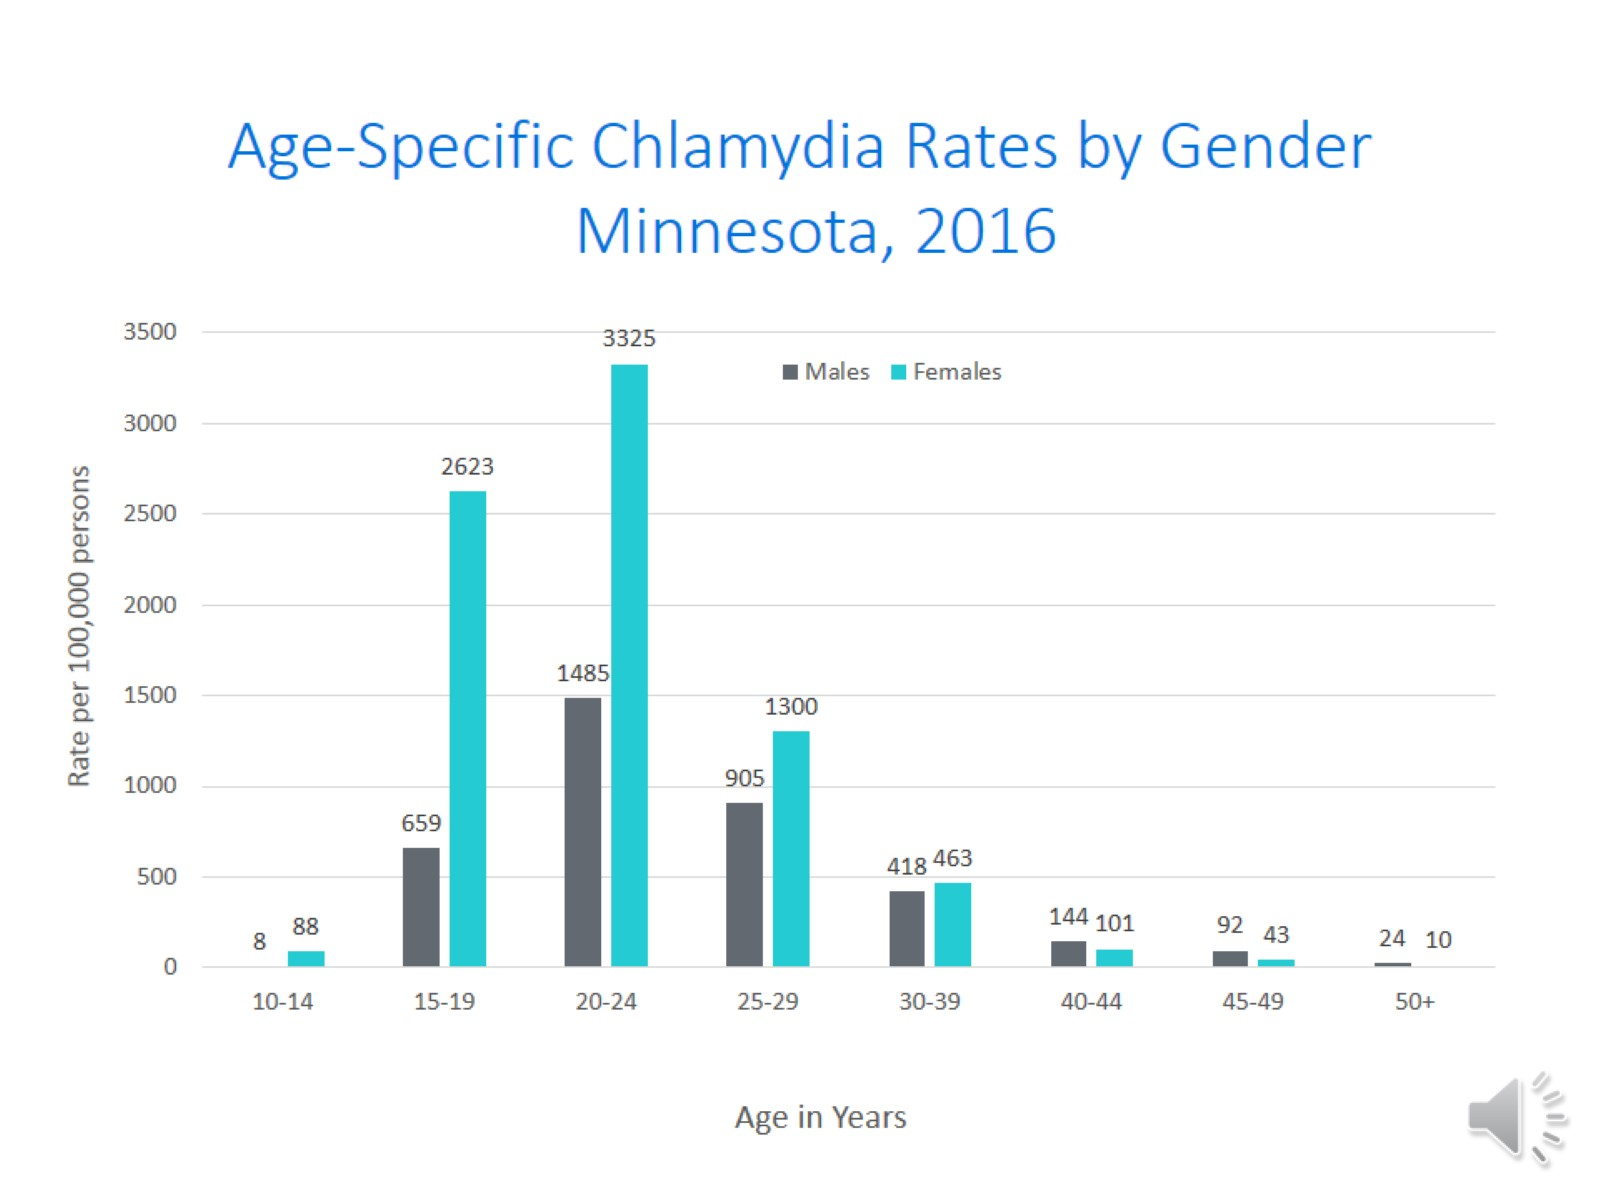 Age-Specific Chlamydia Rates by Gender
Minnesota, 2016
3500
3000
2500
2000
1500
1000
500
0
Rate per 100,000 persons
Males Females
8 88
659 2623
1485 3325
905 1300
418 463
144 101
92 43
24 10
10-14 15-19 20-24 25-29 30-39 40-44 45-49 50+
Age in Years